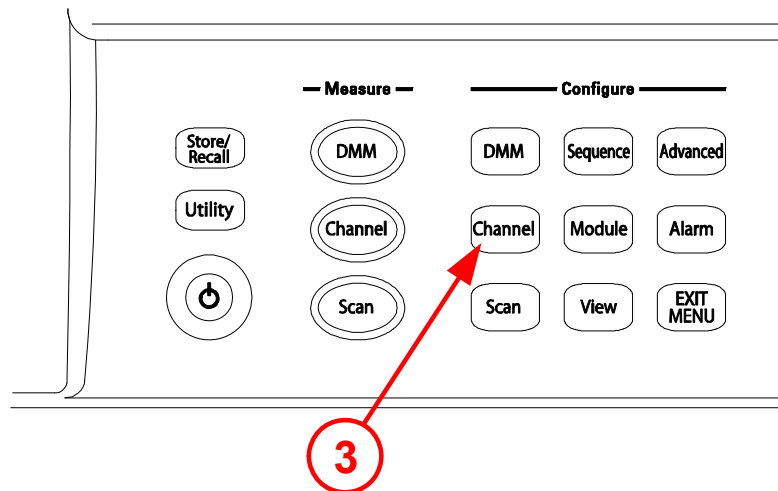 Measure
Configure
Store/
Recall
DMM
DMM
Sequence
Advanced
Utility
Channel
Channel
Module
Alarm
Scan
Scan
View
EXIT
MENU
3